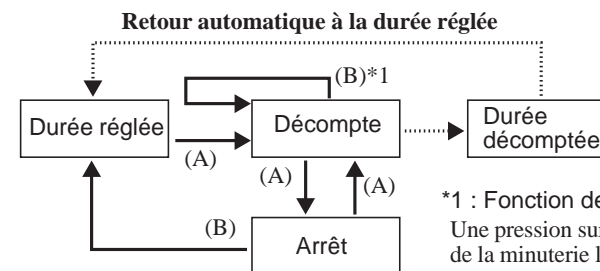 Retour automatique à la durée réglée
(B)*1
Durée réglée
Décompte
Durée
décomptée
(A)
(A)
(A)
*1 : Fonction de
Une pression sur
de la minuterie l
(B)
Arrêt